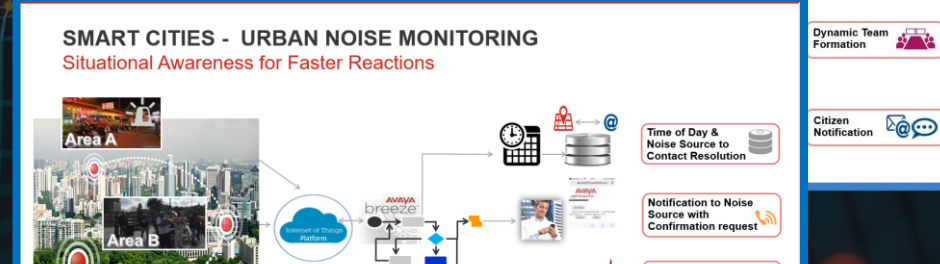 SMART CITIES - URBAN NOISE MONITORING
Situational Awareness for Faster Reactions
Area A
Area B
Internet of Things
Platform
AVAYA
breeze
@
AVAYA
Time of Day &
Noise Source to
Contact Resolution
Notification to Noise
Source with
Confirmation request
Dynamic Team
Formation
Citizen
Notification
@